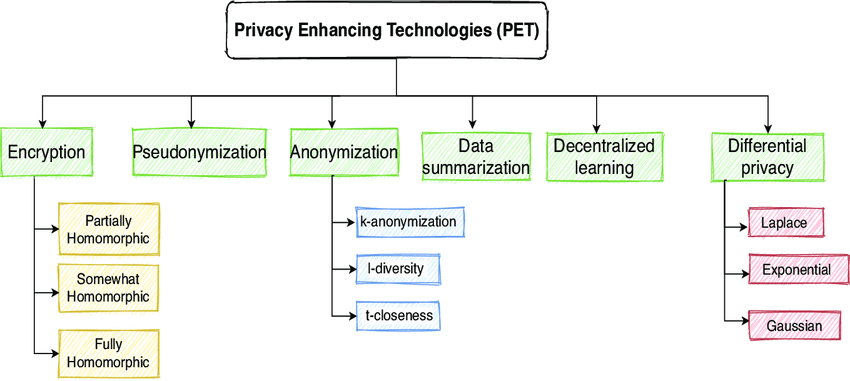 Privacy Enhancing Technologies (PET)
Encryption
Pseudonymization
Anonymization
Data
summarization
Decentralized
learning
Differential
privacy
Partially
Homomorphic
Somewhat
Homomorphic
Fully
Homomorphic
k-anonymization
l-diversity
t-closeness
Laplace
Exponential
Gaussian